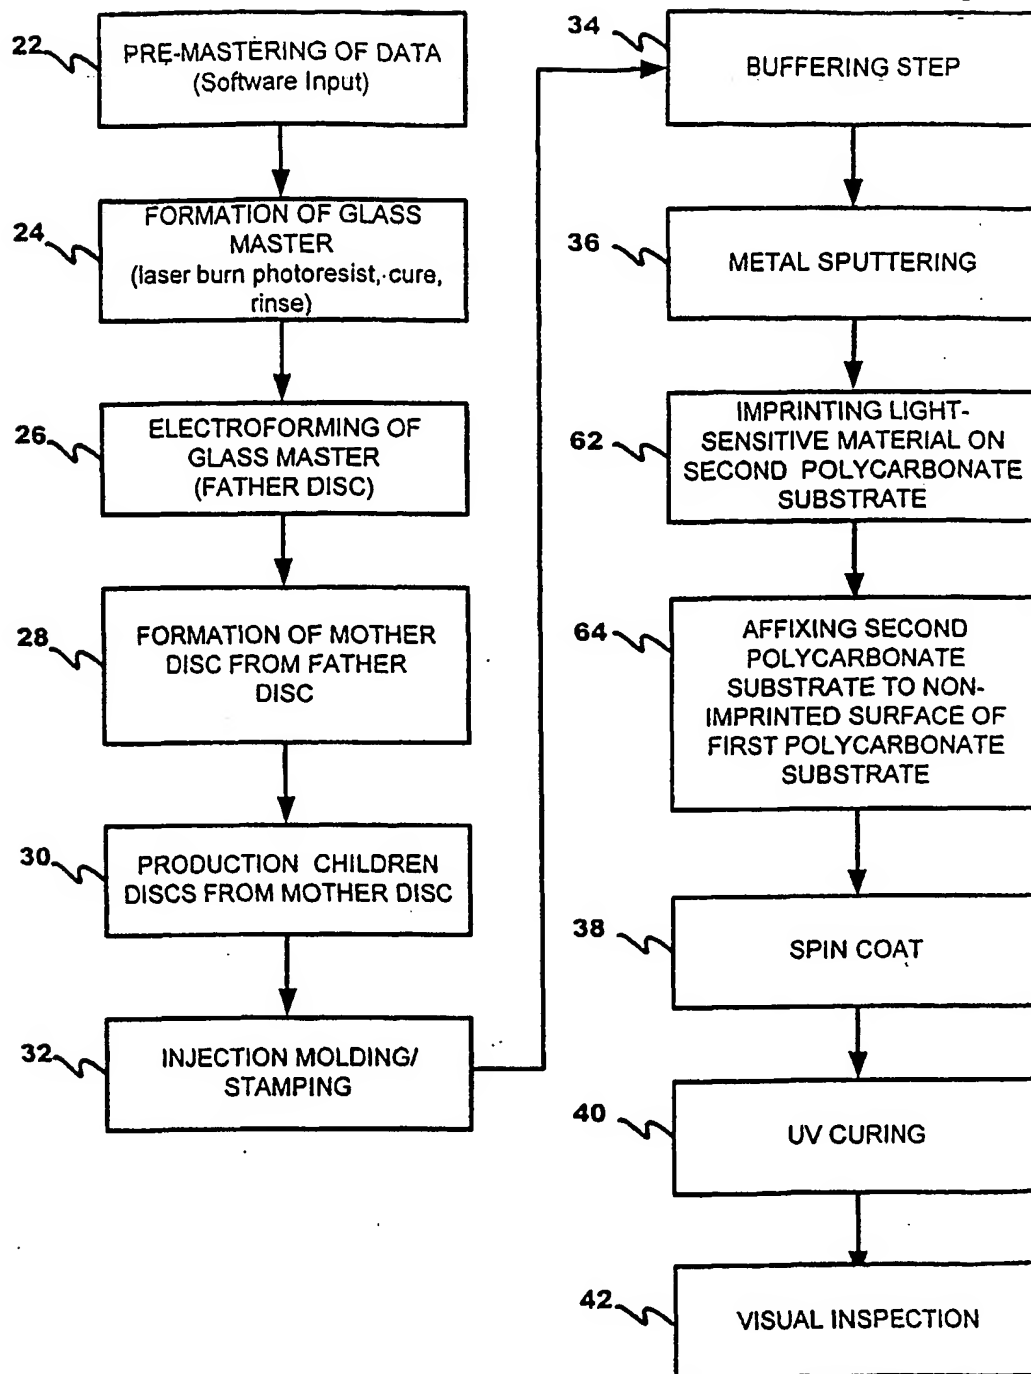 22
PRE-MASTERING OF DATA
(Software Input)
24
FORMATION OF GLASS
MASTER
(laser burn photoresist, cure,
rinse)
26
ELECTROFORMING OF
GLASS MASTER
(FATHER DISC)
28
FORMATION OF MOTHER
DISC FROM FATHER
DISC
30
PRODUCTION CHILDREN
DISCS FROM MOTHER DISC
32
INJECTION MOLDING/
STAMPING
34
BUFFERING STEP
36
METAL SPUTTERING
62
IMPRINTING LIGHT-
SENSITIVE MATERIAL ON
SECOND POLYCARBONATE
SUBSTRATE
64
AFFIXING SECOND
POLYCARBONATE
SUBSTRATE TO NON-
IMPRINTED SURFACE OF
FIRST POLYCARBONATE
SUBSTRATE
38
SPIN COAT
40
UV CURING
42
VISUAL INSPECTION